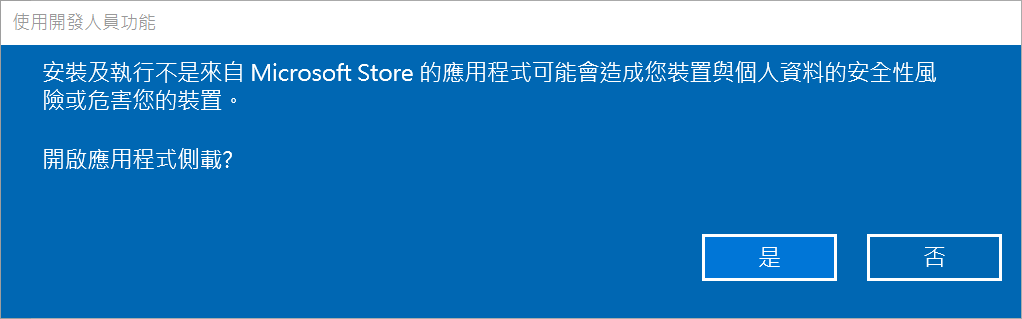 使用開發人員功能
安裝及執行不是來自 Microsoft Store 的應用程式可能會造成您裝置與個人資料的安全性風
險或危害您的裝置。
開啟應用程式側載?
是
否